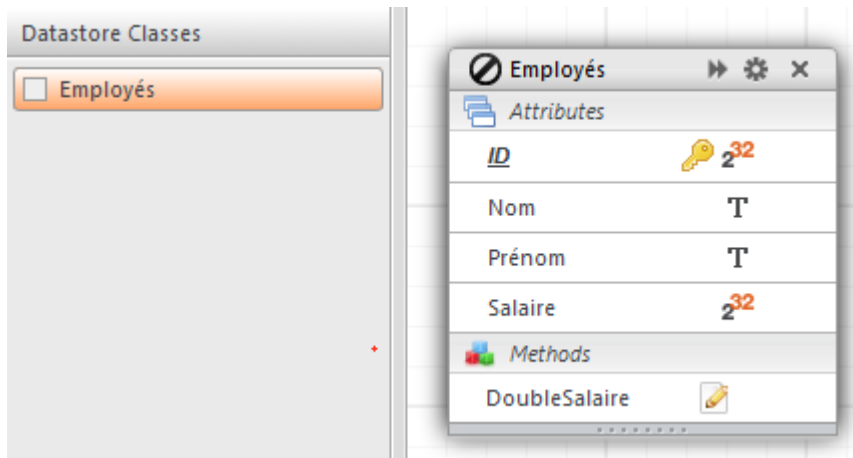 Datastore Classes
Employés
Employés
Attributes
ID 2³²
Nom T
Prénom T
Salaire 2³²
Methods
DoubleSalaire